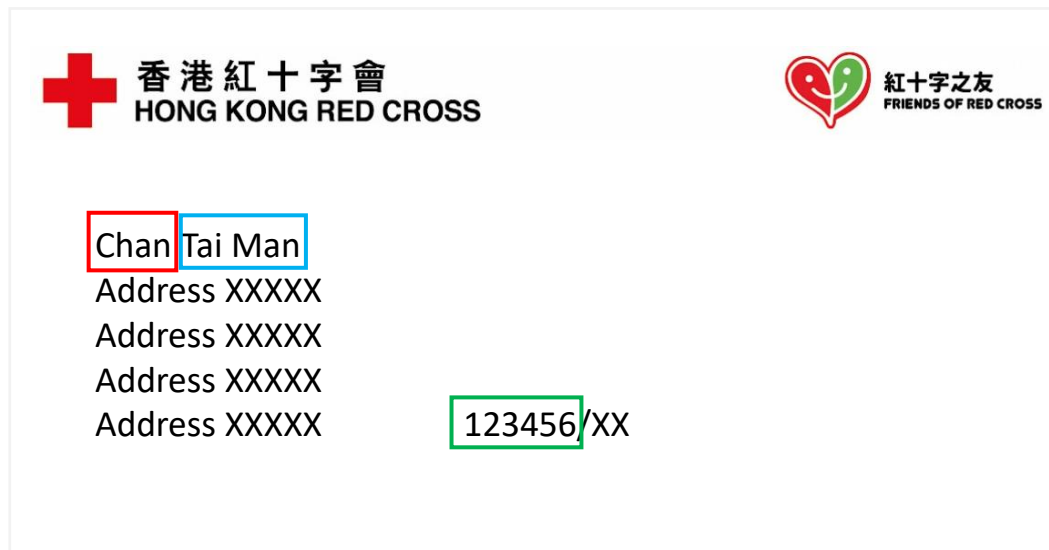 香港紅十字會
HONG KONG RED CROSS
紅十字之友
FRIENDS OF RED CROSS
Chan Tai Man
Address XXXXX
Address XXXXX
Address XXXXX
Address XXXXX 123456/XX